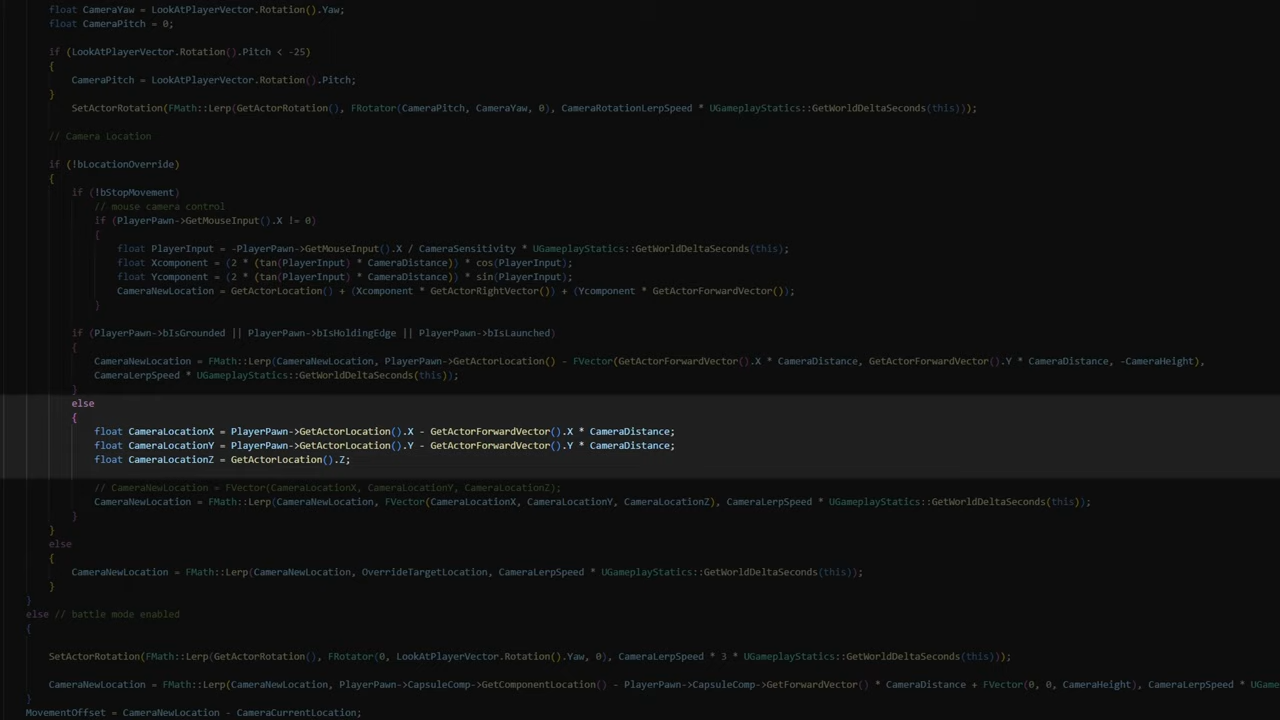 float CameraYaw = LookAtPlayerVector.Rotation().Yaw;
float CameraPitch = 0;
if (LookAtPlayerVector.Rotation().Pitch < -25)
{
CameraPitch = LookAtPlayerVector.Rotation().Pitch;
}
SetActorRotation(FMath::Lerp(GetActorRotation(), FRotator(CameraPitch, CameraYaw, 0), CameraRotationLerpSpeed * UGameplayStatics::GetWorldDeltaSeconds(this)));
// Camera Location
if (!bLocationOverride)
{
if (!bStopMovement)
// mouse camera control
if (PlayerPawn->GetMouseInput().X != 0)
{
float PlayerInput = -PlayerPawn->GetMouseInput().X / CameraSensitivity * UGameplayStatics::GetWorldDeltaSeconds(this);
float Xcomponent = (2 * (tan(PlayerInput) * CameraDistance)) * cos(PlayerInput);
float Ycomponent = (2 * (tan(PlayerInput) * CameraDistance)) * sin(PlayerInput);
CameraNewLocation = GetActorLocation() + (Xcomponent * GetActorRightVector()) + (Ycomponent * GetActorForwardVector());
}
if (PlayerPawn->bIsGrounded || PlayerPawn->bIsHoldingEdge || PlayerPawn->bIsLaunched)
{
CameraNewLocation = FMath::Lerp(CameraNewLocation, PlayerPawn->GetActorLocation() - FVector(GetActorForwardVector().X * CameraDistance, GetActorForwardVector().Y * CameraDistance, -CameraHeight),
CameraLerpSpeed * UGameplayStatics::GetWorldDeltaSeconds(this));
}
else
{
float CameraLocationX = PlayerPawn->GetActorLocation().X - GetActorForwardVector().X * CameraDistance;
float CameraLocationY = PlayerPawn->GetActorLocation().Y - GetActorForwardVector().Y * CameraDistance;
float CameraLocationZ = GetActorLocation().Z;
// CameraNewLocation = FVector(CameraLocationX, CameraLocationY, CameraLocationZ);
CameraNewLocation = FMath::Lerp(CameraNewLocation, FVector(CameraLocationX, CameraLocationY, CameraLocationZ), CameraLerpSpeed * UGameplayStatics::GetWorldDeltaSeconds(this));
}
}
else
{
CameraNewLocation = FMath::Lerp(CameraNewLocation, OverrideTargetLocation, CameraLerpSpeed * UGameplayStatics::GetWorldDeltaSeconds(this));
}
}
else // battle mode enabled
{
SetActorRotation(FMath::Lerp(GetActorRotation(), FRotator(0, LookAtPlayerVector.Rotation().Yaw, 0), CameraLerpSpeed * 3 * UGameplayStatics::GetWorldDeltaSeconds(this)));
CameraNewLocation = FMath::Lerp(CameraNewLocation, PlayerPawn->CapsuleComp->GetComponentLocation() - PlayerPawn->CapsuleComp->GetForwardVector() * CameraDistance + FVector(0, 0, CameraHeight), CameraLerpSpeed * UGameplayStati
}
MovementOffset = CameraNewLocation - CameraCurrentLocation;